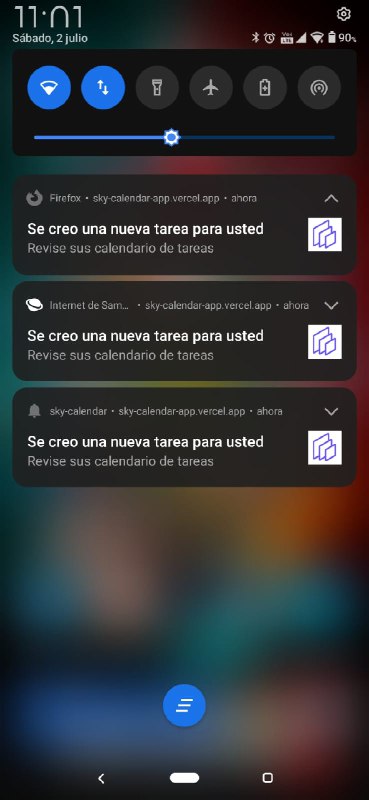 11:01
Sábado, 2 julio
Vo
LTE
90%
Firefox • sky-calendar-app.vercel.app • ahora
Se creo una nueva tarea para usted
Revise sus calendario de tareas
Internet de Sam… • sky-calendar-app.vercel.app • ahora
Se creo una nueva tarea para usted
Revise sus calendario de tareas
sky-calendar • sky-calendar-app.vercel.app • ahora
Se creo una nueva tarea para usted
Revise sus calendario de tareas